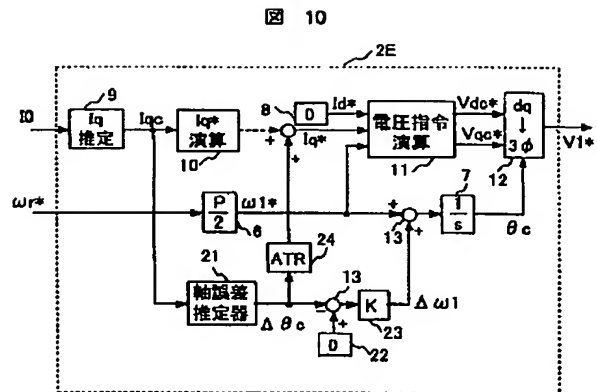 図 10
2E
9
I0
Iq
推定
Iqc
Iq*
演算
10
8
0
Id*
Iq*
電圧指令
演算
11
Vdc*
Vqc*
dq
↓
3φ
12
V1*
ωr*
P
2
6
ω1*
13
7
1
s
θc
24
ATR
21
軸誤差
推定器
Δθc
13
K
23
Δω1
0
22